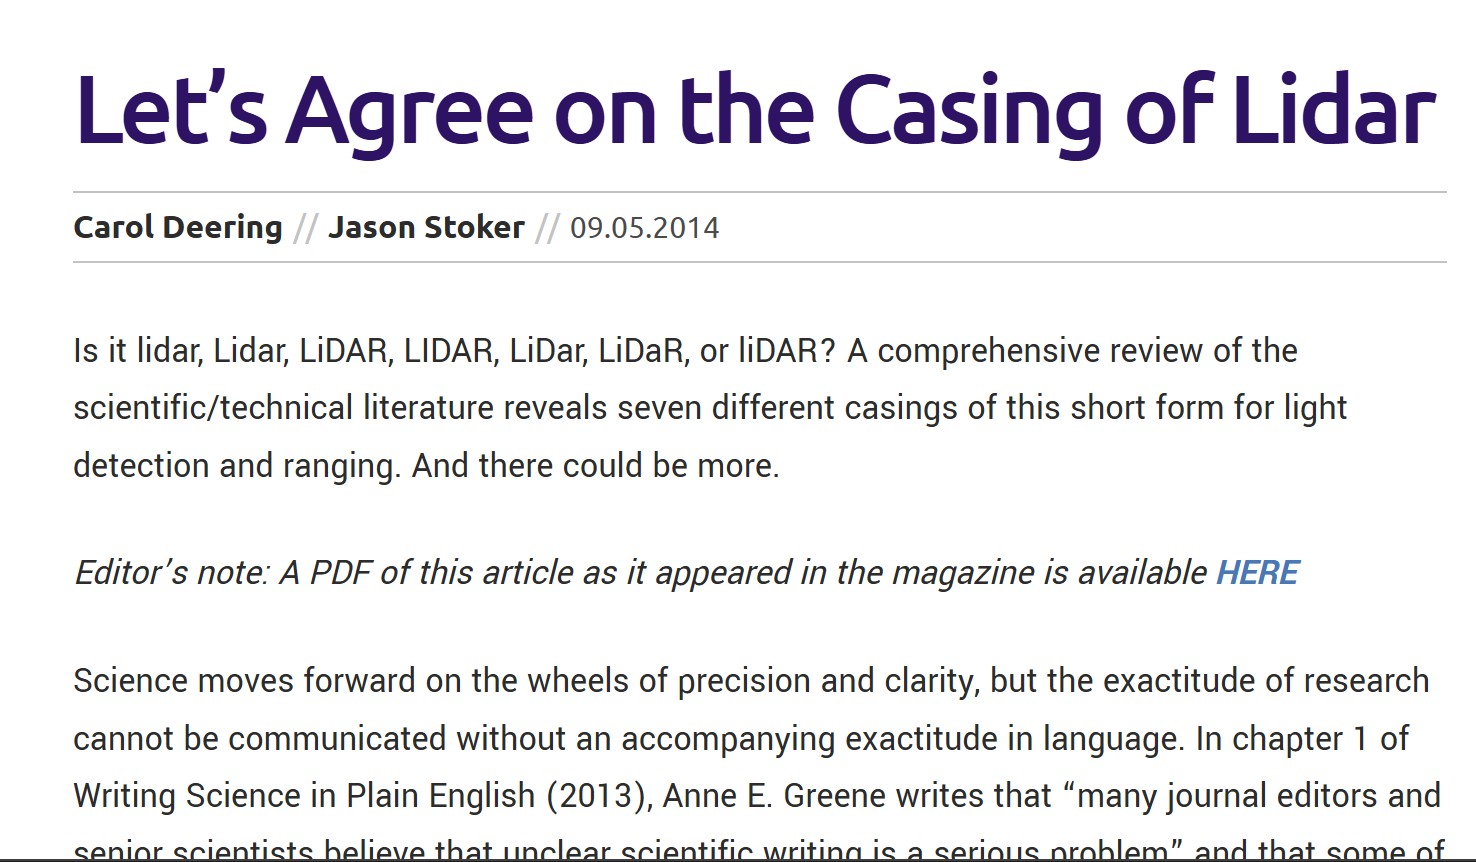 Let’s Agree on the Casing of Lidar
Carol Deering // Jason Stoker // 09.05.2014
Is it lidar, Lidar, LiDAR, LIDAR, LiDar, LiDaR, or liDAR? A comprehensive review of the
scientific/technical literature reveals seven different casings of this short form for light
detection and ranging. And there could be more.
Editor’s note: A PDF of this article as it appeared in the magazine is available HERE
Science moves forward on the wheels of precision and clarity, but the exactitude of research
cannot be communicated without an accompanying exactitude in language. In chapter 1 of
Writing Science in Plain English (2013), Anne E. Greene writes that “many journal editors and
senior scientists believe that unclear scientific writing is a serious problem” and that some of